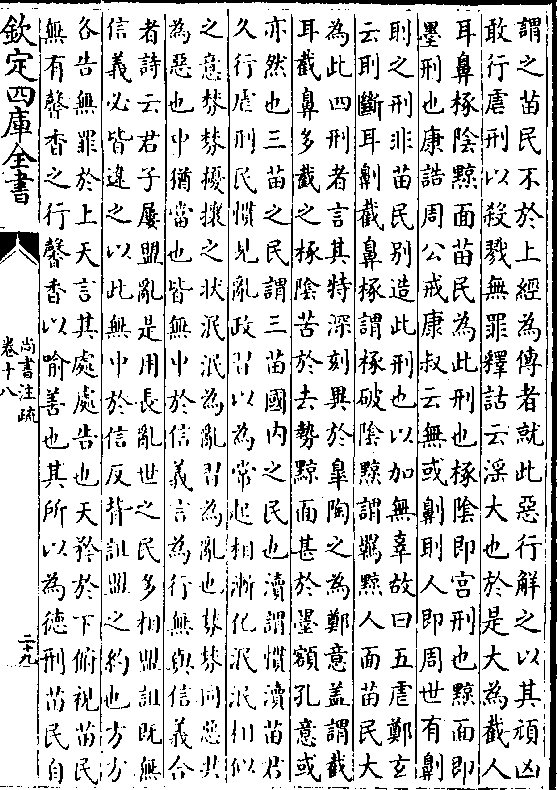 謂之苗民不於上經為傳者就此惡行解之以其頑凶
敢行虐刑以殺戮無罪釋詁云淫大也於是大為截人
耳鼻椓陰黥面苗民為此刑也椓陰即宫刑也黥面即
墨刑也康誥周公戒康叔云無或劓刵人即周世有劓
刵之刑非苗民别造此刑也以加無辜故曰五虐鄭玄
云刵斷耳劓截鼻椓謂椓破陰黥謂羈黥人面苗民大
為此四刑者言其特深刻異於臯陶之為鄭意蓋謂截
耳截鼻多截之椓陰苦於去勢黥面甚於墨額孔意或
亦然也三苗之民謂三苗國内之民也瀆謂慣瀆苗君
久行虐刑民慣見亂政習以為常起相漸化泯泯相似
之意棼棼擾攘之状泯泯為亂習為亂也棼棼同惡共
為惡也中猶當也皆無中於信義言為行無與信義合
者詩云君子屢盟亂是用長亂世之民多相盟詛既無
信義必皆違之以此無中於信反背詛盟之約也方方
各告無罪於上天言其處處告也天矜於下俯視苗民
無有馨香之行馨香以喻善也其所以為德刑苗民自
欽定四庫全書
尚書注疏
卷十八
二十九